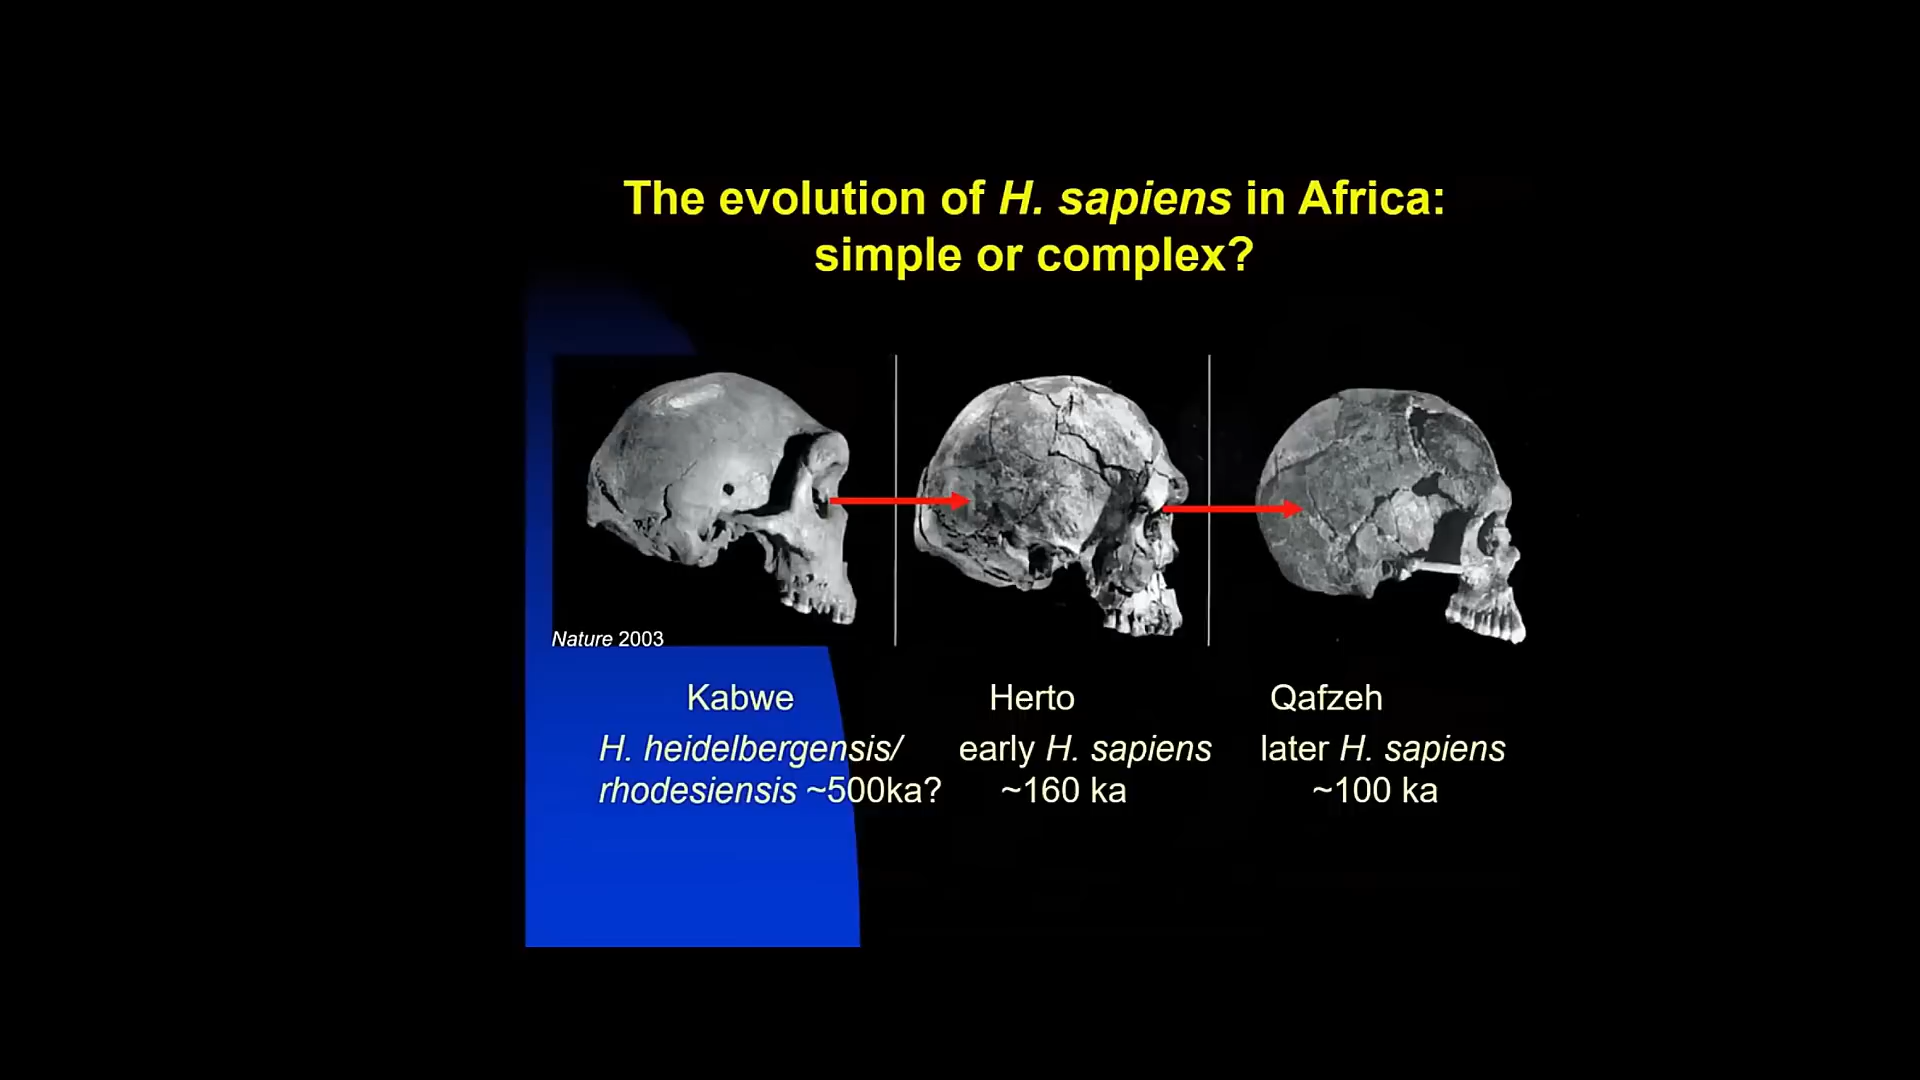 The evolution of H. sapiens in Africa:
simple or complex?
Nature 2003
Kabwe
H. heidelbergensis/
rhodesiensis ~500ka?
Herto
early H. sapiens
~160 ka
Qafzeh
later H. sapiens
~100 ka